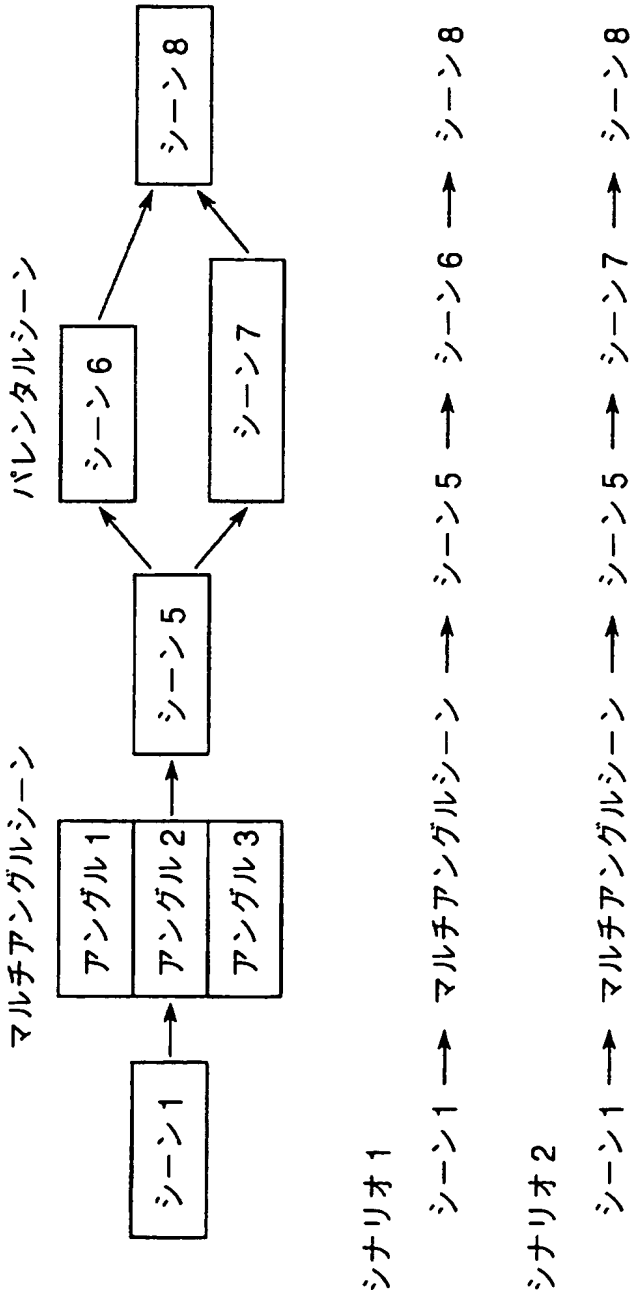 マルチアングルシーン
パレンタルシーン
シーン1
アングル1
アングル2
アングル3
シーン5
シーン6
シーン7
シーン8
シナリオ1
シーン1 → マルチアングルシーン → シーン5 → シーン6 → シーン8
シナリオ2
シーン1 → マルチアングルシーン → シーン5 → シーン7 → シーン8